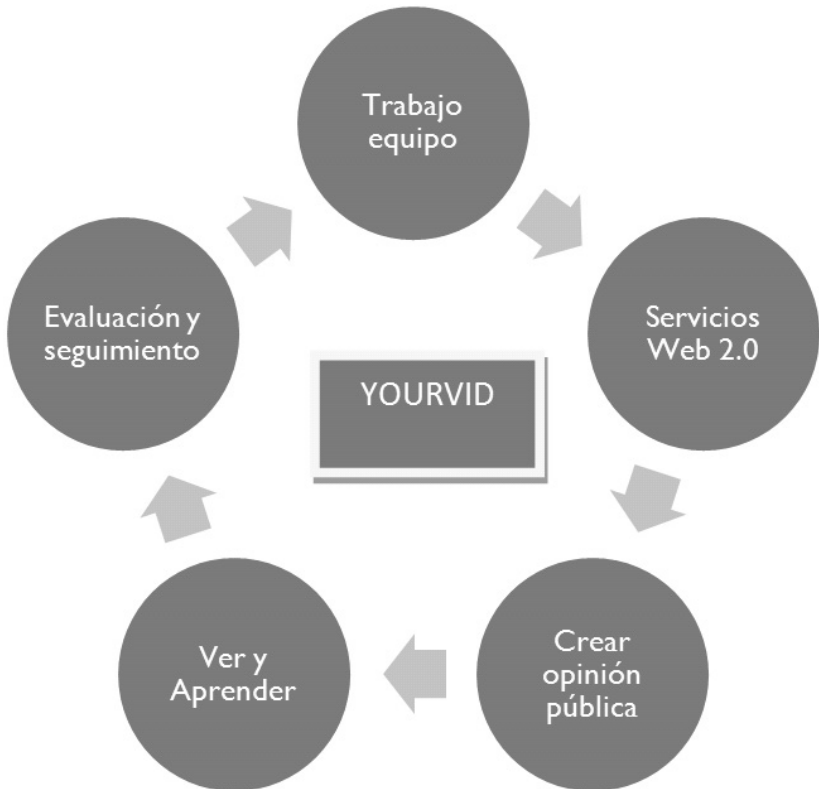 Trabajo
equipo
Servicios
Web 2.0
Crear
opinión
pública
Ver y
Aprender
Evaluación y
seguimiento
YOURVID